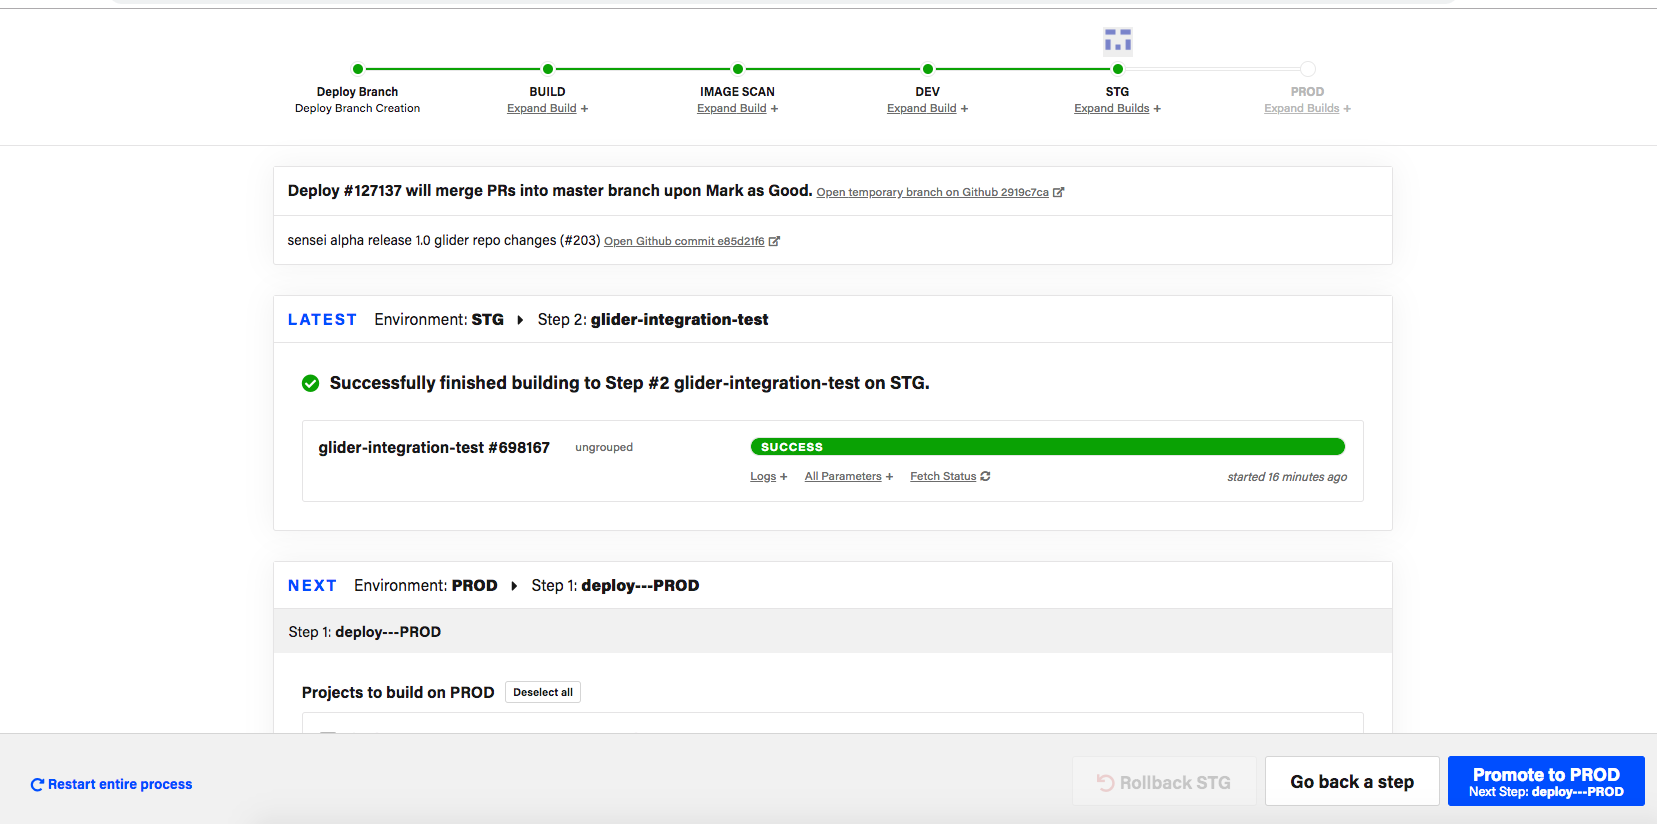 Deploy Branch
Deploy Branch Creation
BUILD
Expand Build +
IMAGE SCAN
Expand Build +
DEV
Expand Build +
STG
Expand Builds +
PROD
Expand Builds +
Deploy #127137 will merge PRs into master branch upon Mark as Good. Open temporary branch on Github 2919c7ca
sensei alpha release 1.0 glider repo changes (#203) Open Github commit e85d21f6
LATEST Environment: STG Step 2: glider-integration-test
Successfully finished building to Step #2 glider-integration-test on STG.
glider-integration-test #698167 ungrouped SUCCESS
Logs + All Parameters + Fetch Status started 16 minutes ago
NEXT Environment: PROD Step 1: deploy---PROD
Step 1: deploy---PROD
Projects to build on PROD Deselect all
Restart entire process
Rollback STG
Go back a step
Promote to PROD
Next Step: deploy---PROD